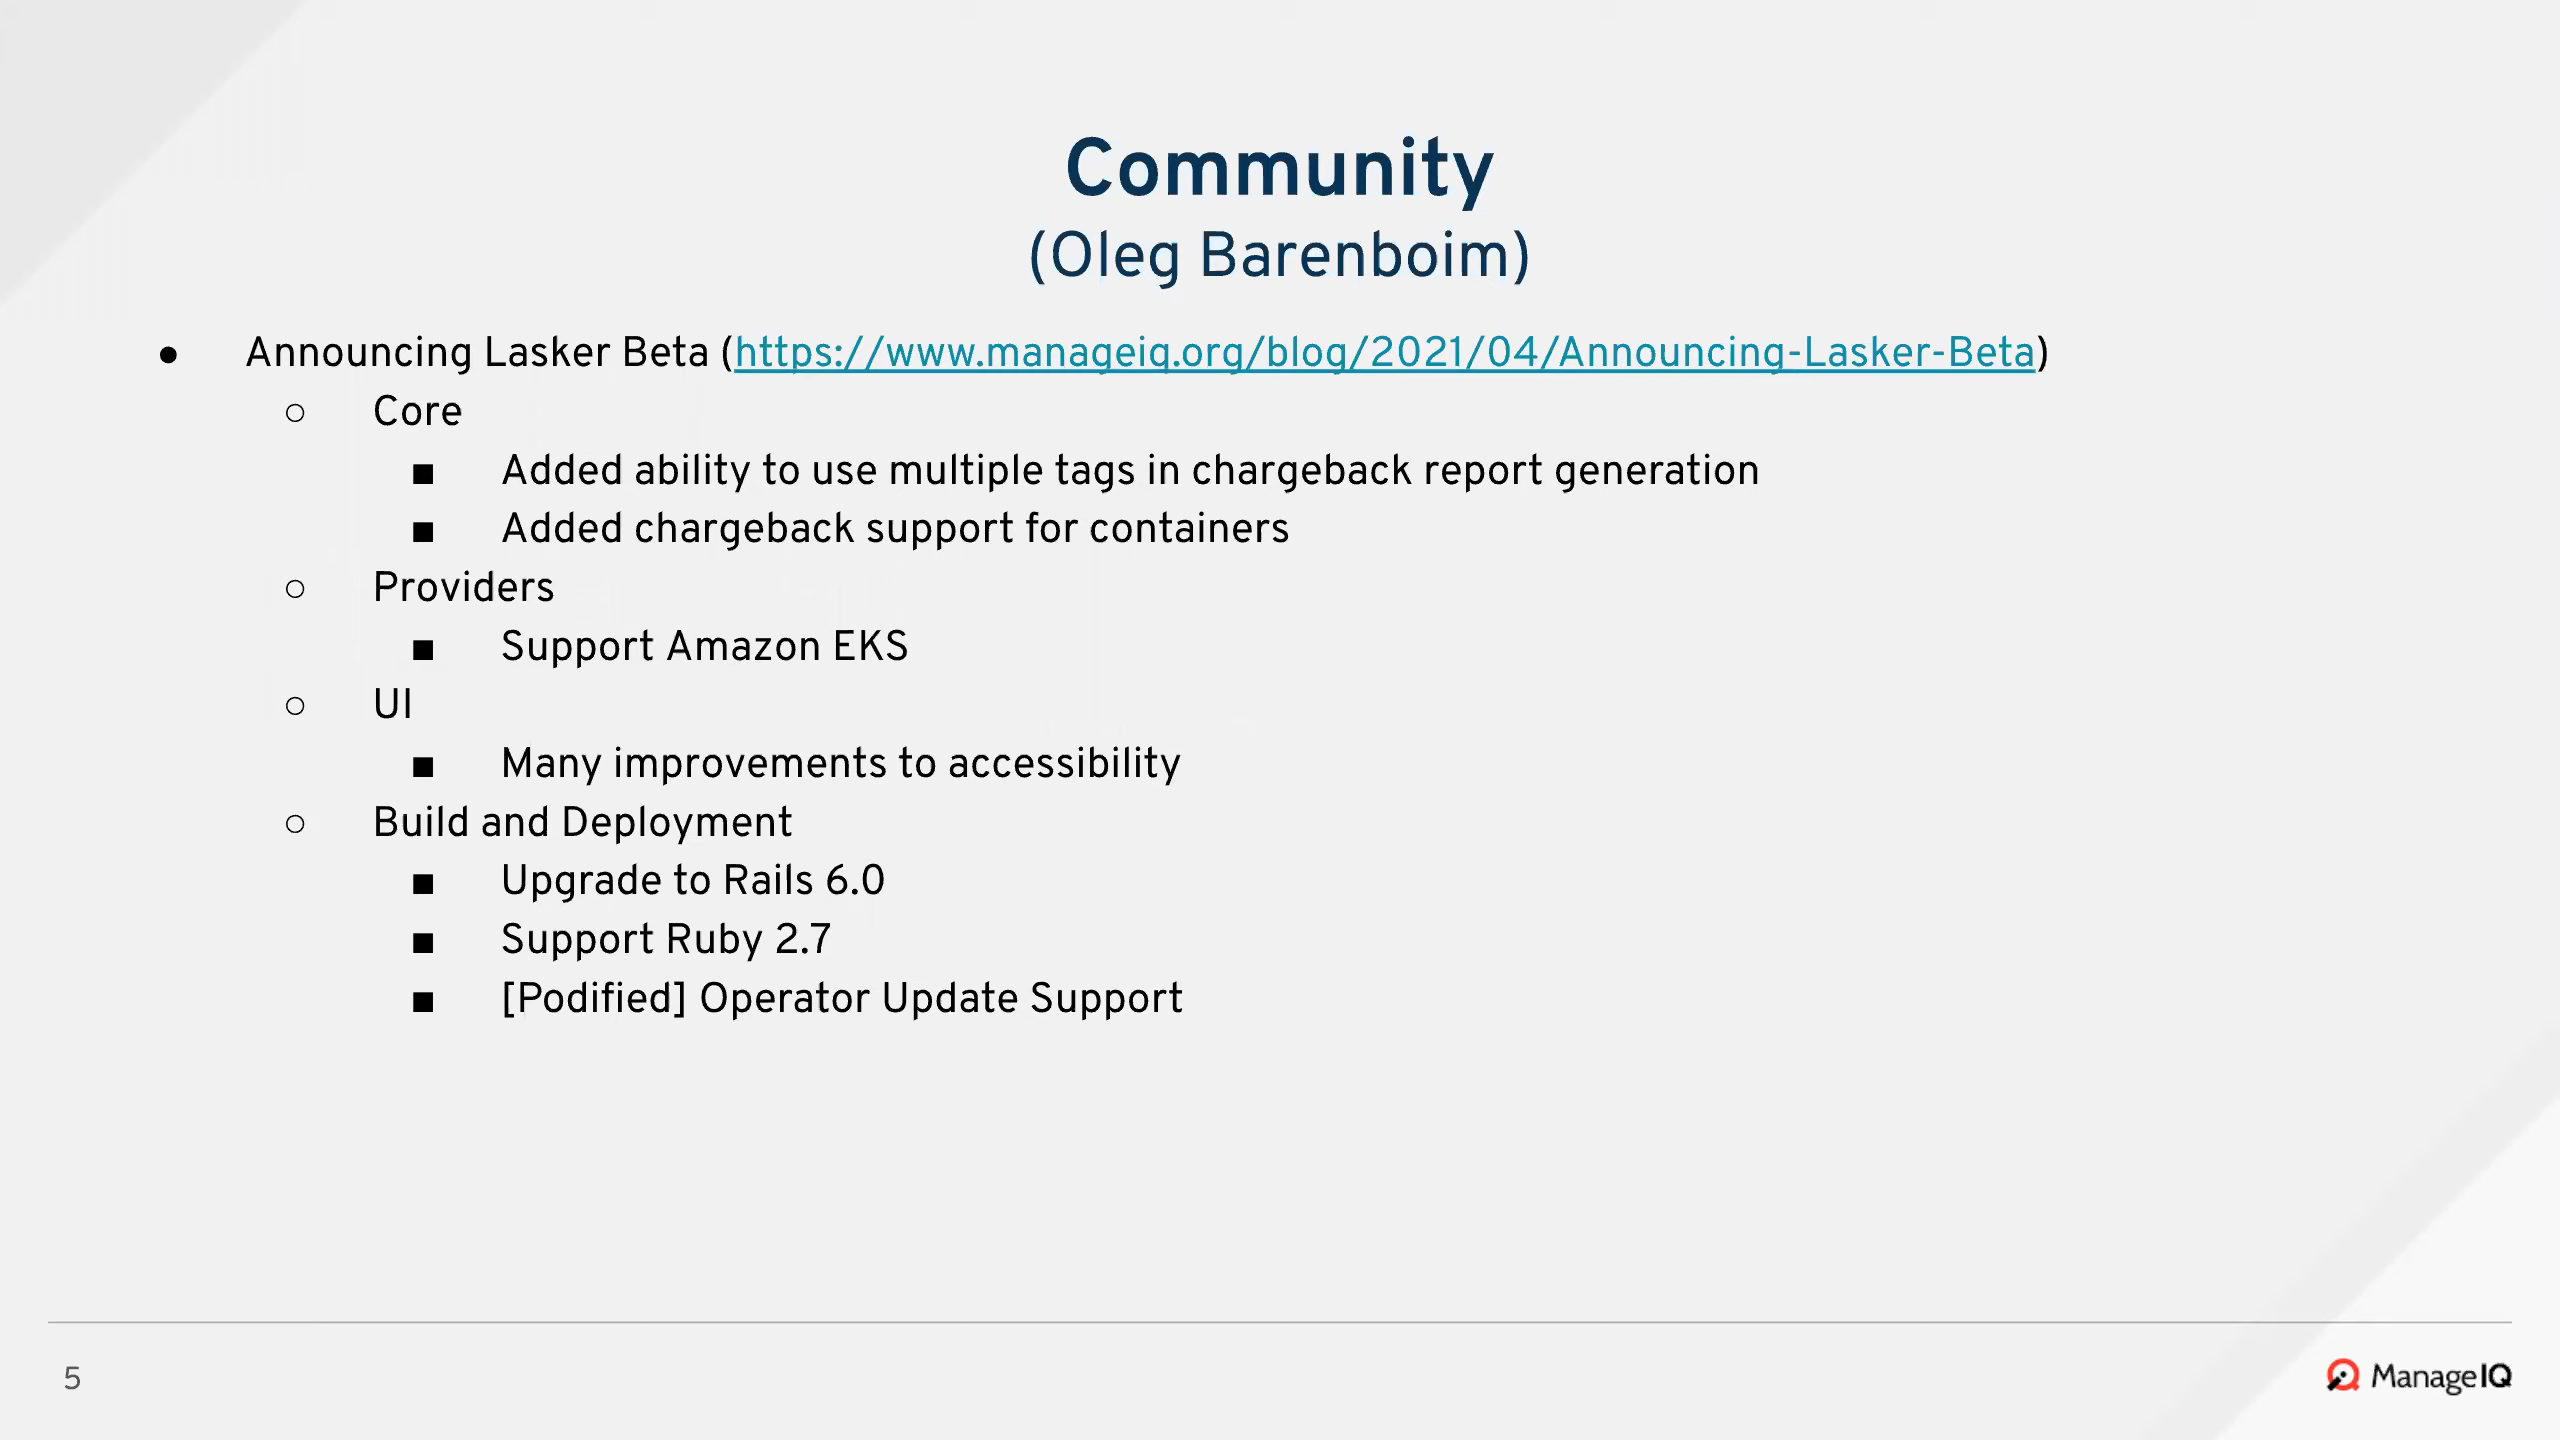 Community
(Oleg Barenboim)
● Announcing Lasker Beta (https://www.manageiq.org/blog/2021/04/Announcing-Lasker-Beta)
○ Core
■ Added ability to use multiple tags in chargeback report generation
■ Added chargeback support for containers
○ Providers
■ Support Amazon EKS
○ UI
■ Many improvements to accessibility
○ Build and Deployment
■ Upgrade to Rails 6.0
■ Support Ruby 2.7
■ [Podified] Operator Update Support
5
ManageIQ